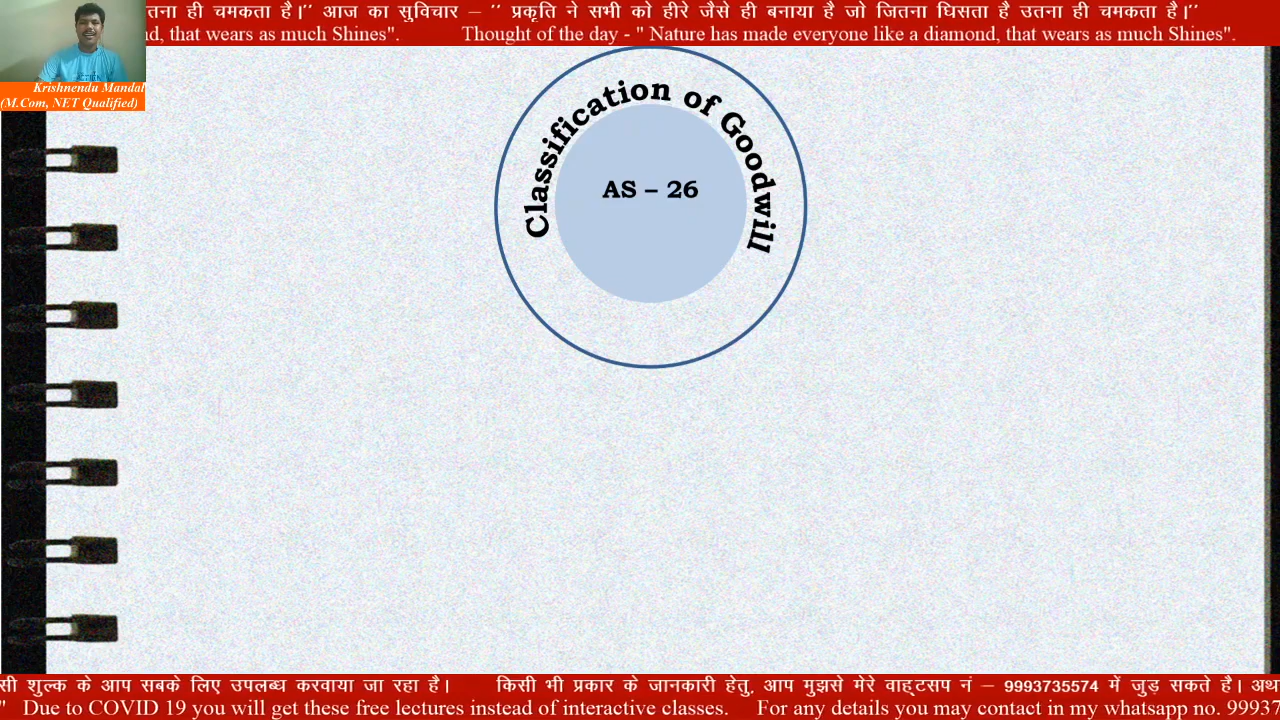 तना ही चमकता है।’’ आज का सुविचार – ‘‘ प्रकृति ने सभी को हीरे जैसे ही बनाया है जो जितना घिसता है उतना ही चमकता है।’’
d, that wears as much Shines". Thought of the day - " Nature has made everyone like a diamond, that wears as much Shines".
Krishnendu Mandal
(M.Com, NET Qualified)
Classification of Goodwill
AS – 26
सी शुल्क के आप सबके लिए उपलब्ध करवाया जा रहा है। किसी भी प्रकार के जानकारी हेतु, आप मुझसे मेरे वाह्टसप नं – 9993735574 में जुड़ सकते है। अथ
" Due to COVID 19 you will get these free lectures instead of interactive classes. For any details you may contact in my whatsapp no. 99937